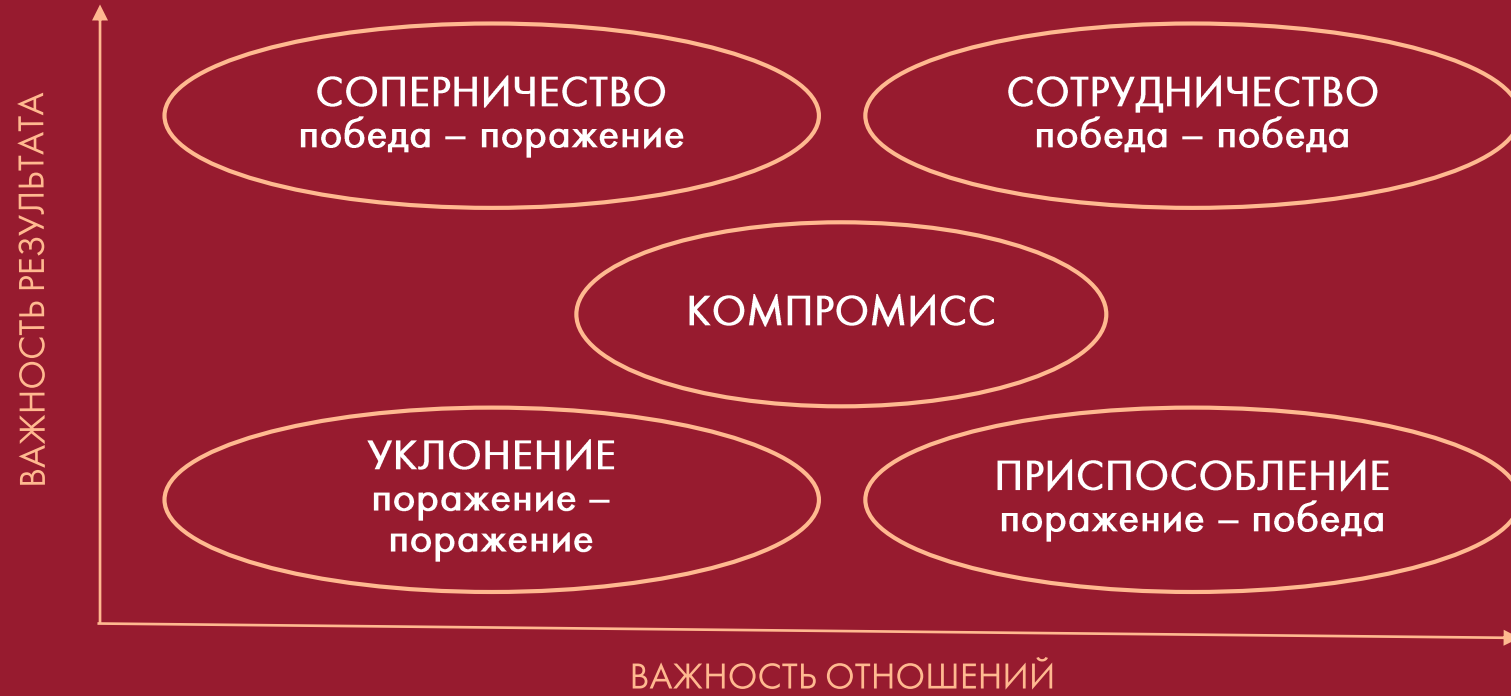 ВАЖНОСТЬ РЕЗУЛЬТАТА
СОПЕРНИЧЕСТВО
победа – поражение
СОТРУДНИЧЕСТВО
победа – победа
КОМПРОМИСС
УКЛОНЕНИЕ
поражение –
поражение
ПРИСПОСОБЛЕНИЕ
поражение – победа
ВАЖНОСТЬ ОТНОШЕНИЙ